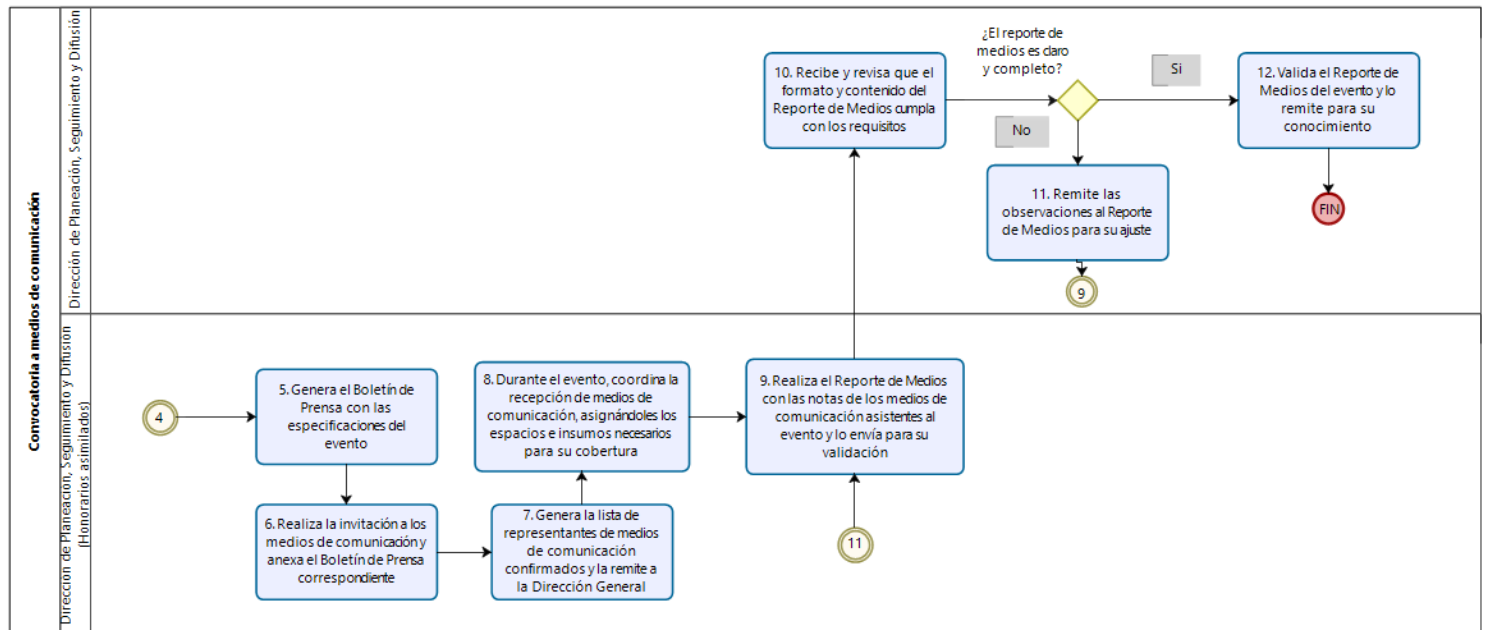 Convocatoria a medios de comunicación
Dirección de Planeación, Seguimiento y Difusión
10. Recibe y revisa que el
formato y contenido del
Reporte de Medios cumpla
con los requisitos
¿El reporte de
medios es claro
y completo?
Si
No
12. Valida el Reporte de
Medios del evento y lo
remite para su
conocimiento
11. Remite las
observaciones al Reporte
de Medios para su ajuste
FIN
9
Dirección de Planeación, Seguimiento y Difusión
(Honorarios asimilados)
4
5. Genera el Boletín de
Prensa con las
especificaciones del
evento
6. Realiza la invitación a los
medios de comunicación y
anexa el Boletín de Prensa
correspondiente
7. Genera la lista de
representantes de medios
de comunicación
confirmados y la remite a
la Dirección General
8. Durante el evento, coordina la
recepción de medios de
comunicación, asignándoles los
espacios e insumos necesarios
para su cobertura
9. Realiza el Reporte de Medios
con las notas de los medios de
comunicación asistentes al
evento y lo envía para su
validación
11